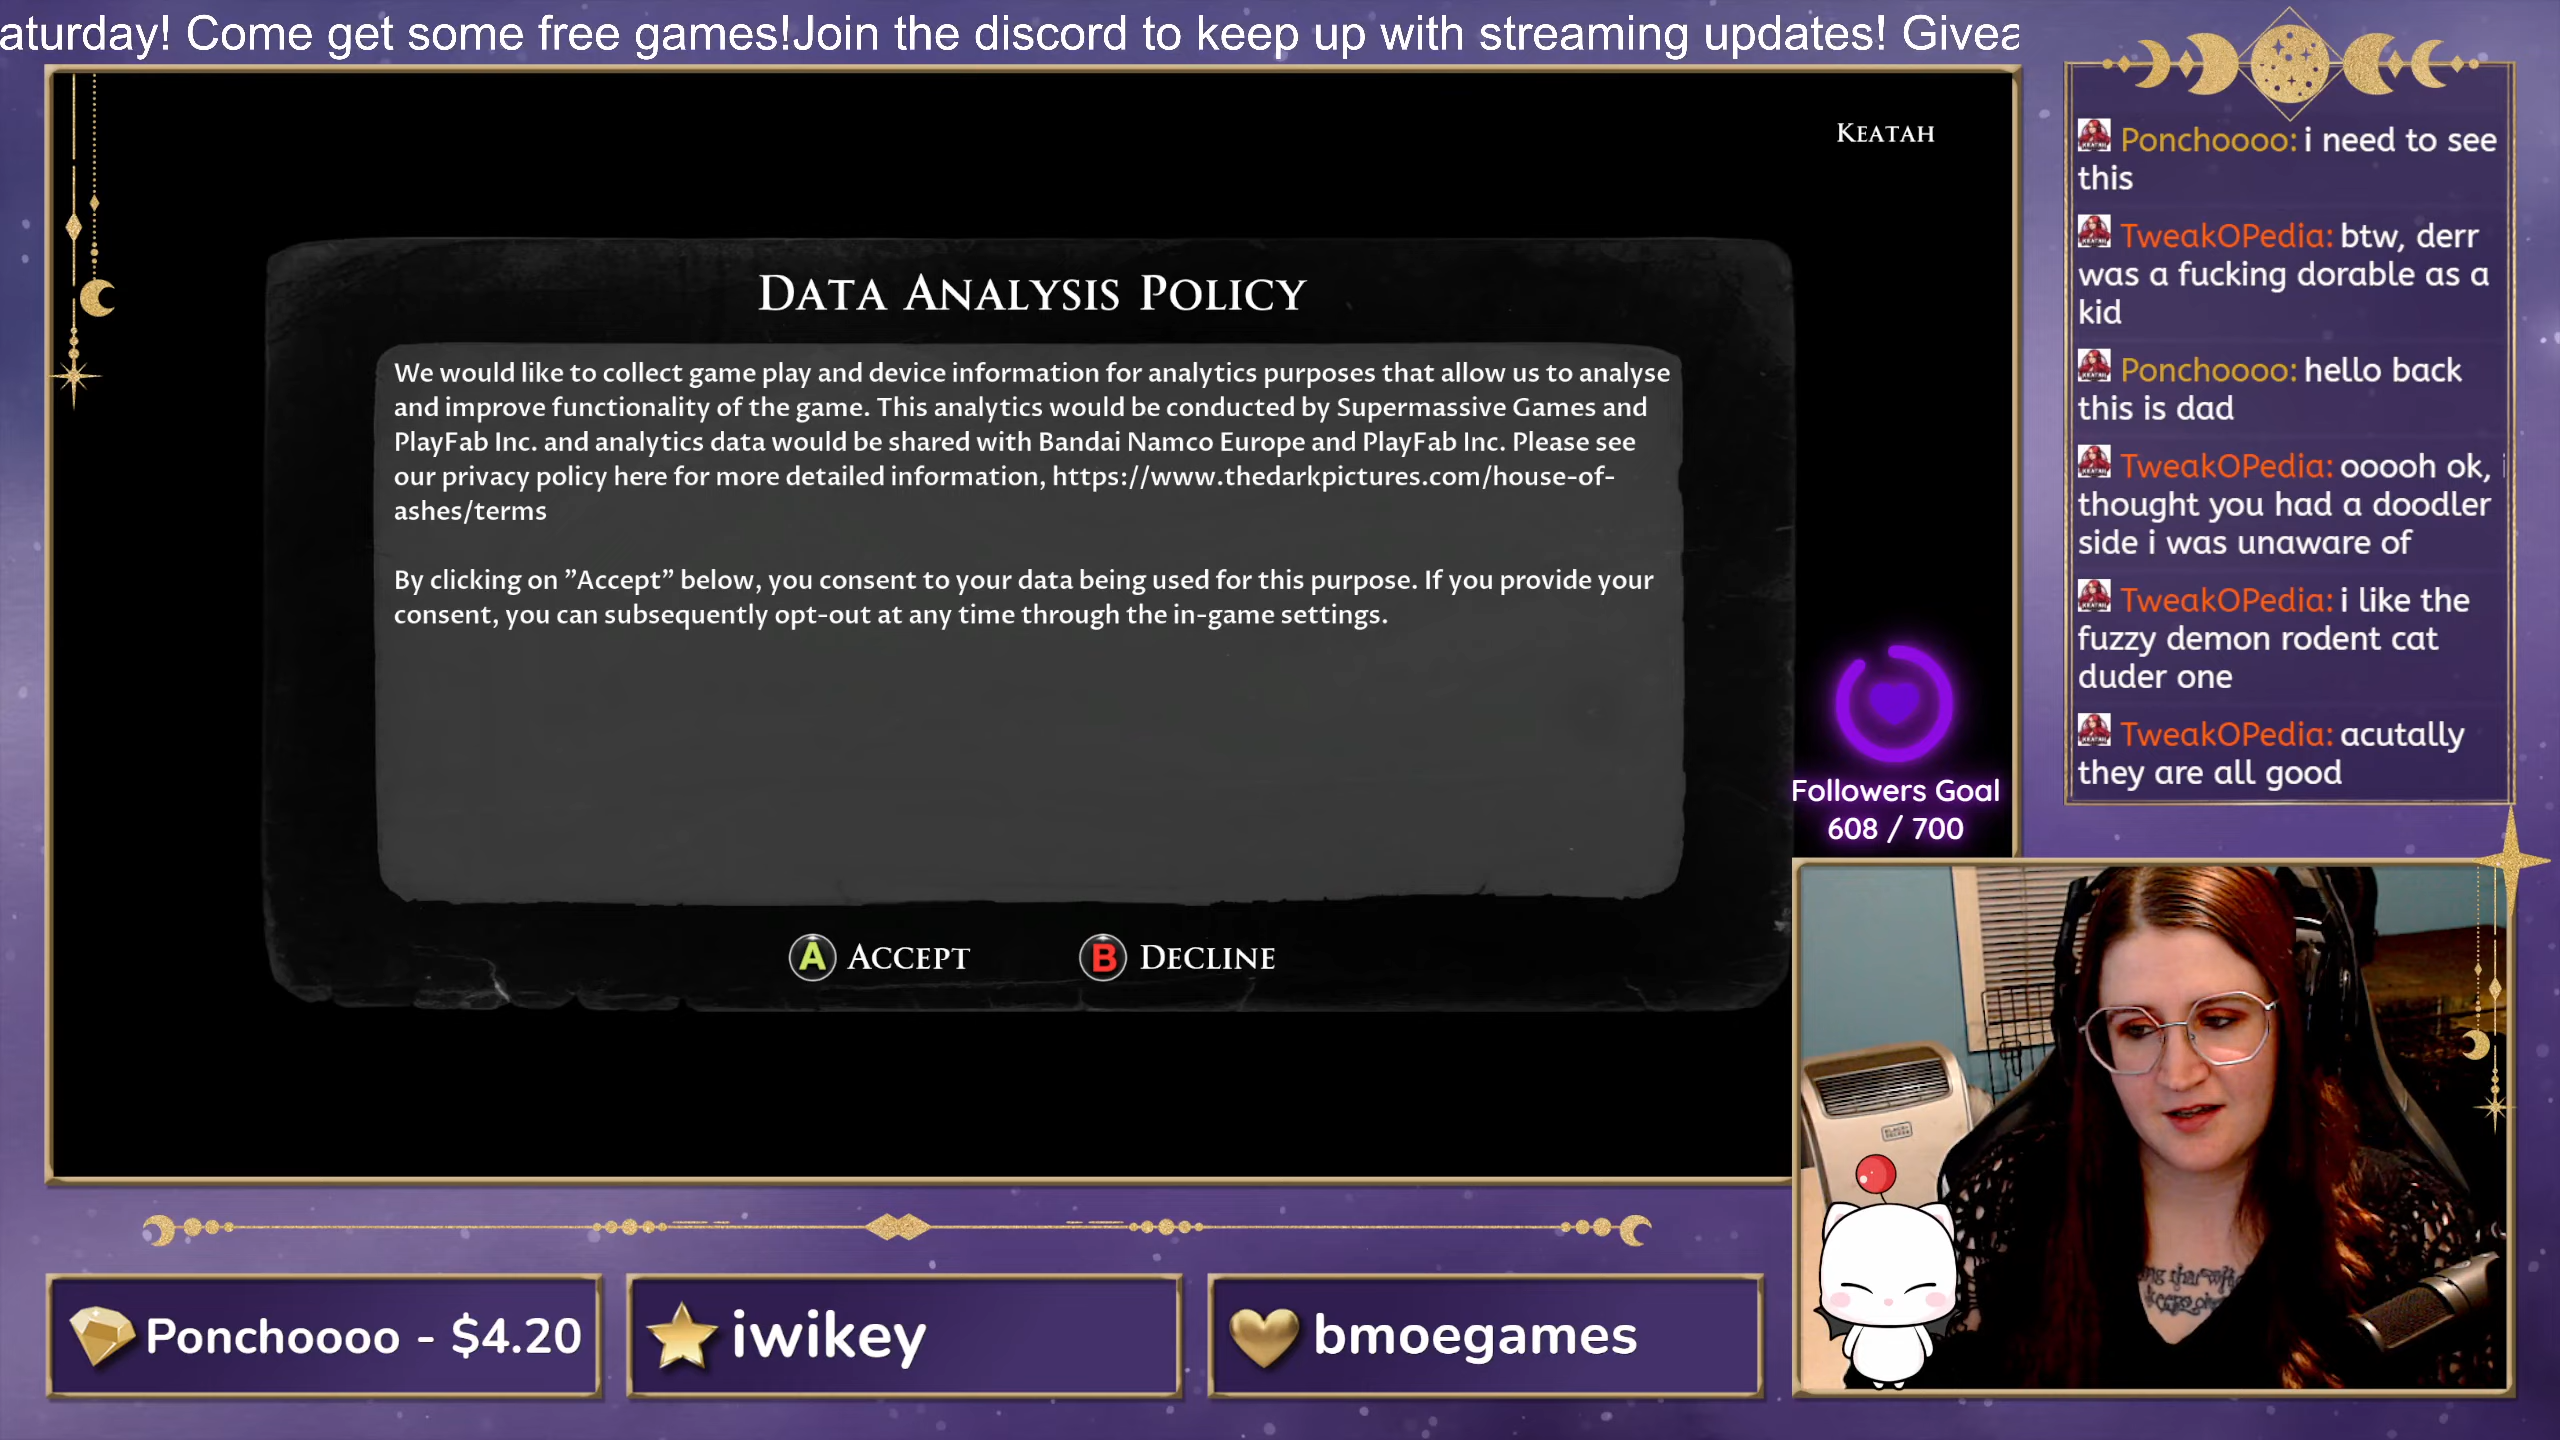 aturday! Come get some free games!Join the discord to keep up with streaming updates! Givea
KEATAH
DATA ANALYSIS POLICY
We would like to collect game play and device information for analytics purposes that allow us to analyse
and improve functionality of the game. This analytics would be conducted by Supermassive Games and
PlayFab Inc. and analytics data would be shared with Bandai Namco Europe and PlayFab Inc. Please see
our privacy policy here for more detailed information, https://www.thedarkpictures.com/house-of-
ashes/terms
By clicking on ”Accept” below, you consent to your data being used for this purpose. If you provide your
consent, you can subsequently opt-out at any time through the in-game settings.
A ACCEPT
B DECLINE
Followers Goal
608 / 700
Ponchoooo: i need to see
this
TweakOPedia: btw, derr
was a fucking dorable as a
kid
Ponchoooo: hello back
this is dad
TweakOPedia: ooooh ok, i
thought you had a doodler
side i was unaware of
TweakOPedia: i like the
fuzzy demon rodent cat
duder one
TweakOPedia: acutally
they are all good
Ponchoooo - $4.20
iwikey
bmoegames